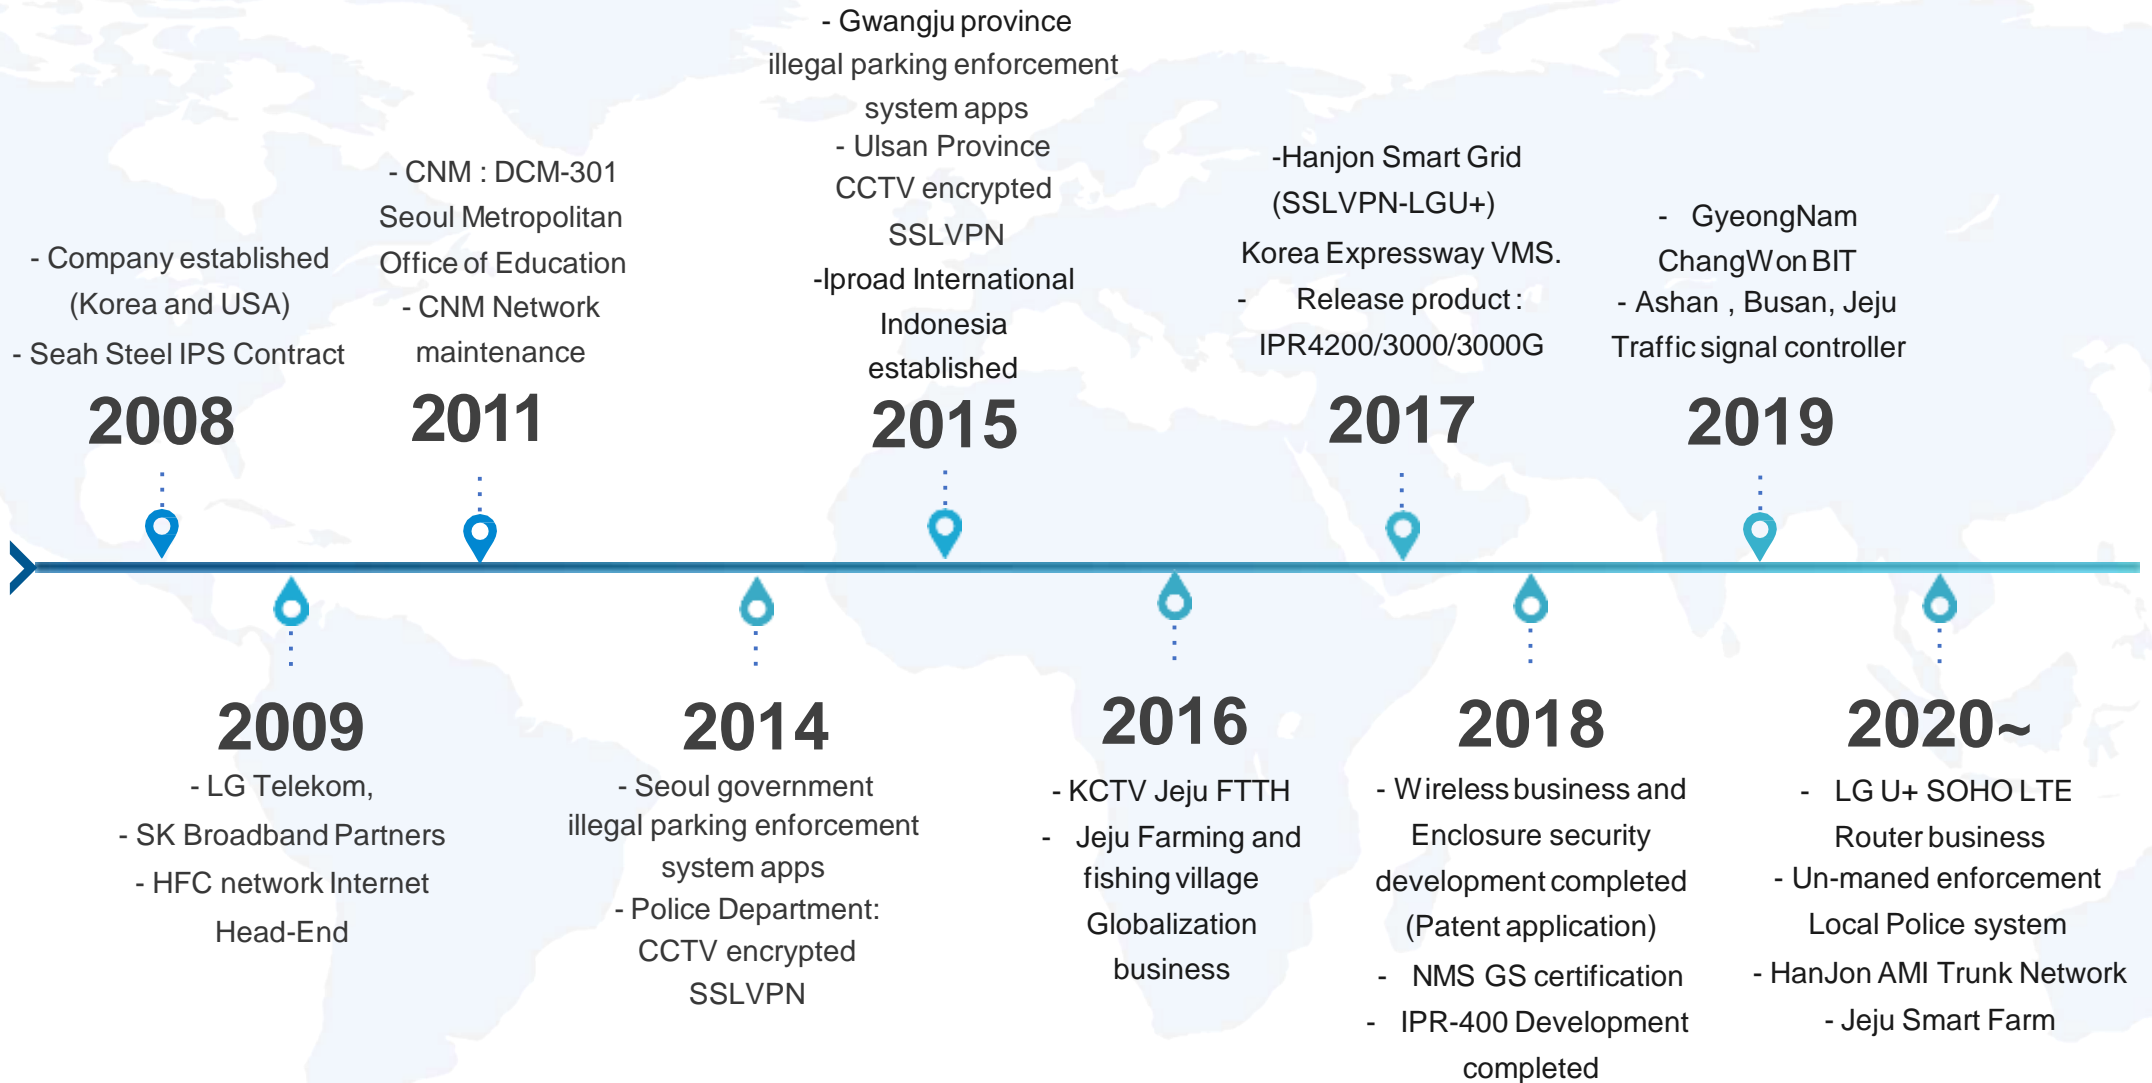 - Company established
(Korea and USA)
- Seah Steel IPS Contract
2008
- CNM : DCM-301
Seoul Metropolitan
Office of Education
- CNM Network
maintenance
2011
- Gwangju province
illegal parking enforcement
system apps
- Ulsan Province
CCTV encrypted
SSLVPN
-Iproad International
Indonesia
established
2015
-Hanjon Smart Grid
(SSLVPN-LGU+)
Korea Expressway VMS.
- Release product :
IPR4200/3000/3000G
2017
- GyeongNam
ChangWon BIT
- Ashan , Busan, Jeju
Traffic signal controller
2019
2009
- LG Telekom,
- SK Broadband Partners
- HFC network Internet
Head-End
2014
- Seoul government
illegal parking enforcement
system apps
- Police Department:
CCTV encrypted
SSLVPN
2016
- KCTV Jeju FTTH
- Jeju Farming and
fishing village
Globalization
business
2018
- Wireless business and
Enclosure security
development completed
(Patent application)
- NMS GS certification
- IPR-400 Development
completed
2020~
- LG U+ SOHO LTE
Router business
- Un-maned enforcement
Local Police system
- HanJon AMI Trunk Network
- Jeju Smart Farm